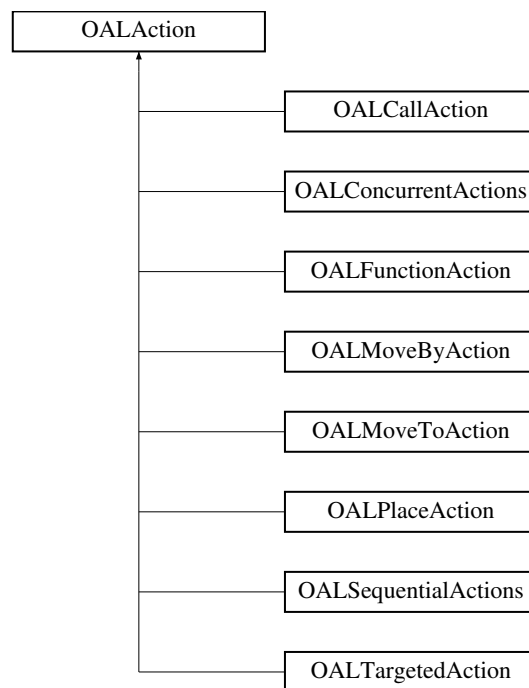 OALAction
OALCallAction
OALConcurrentActions
OALFunctionAction
OALMoveByAction
OALMoveToAction
OALPlaceAction
OALSequentialActions
OALTargetedAction